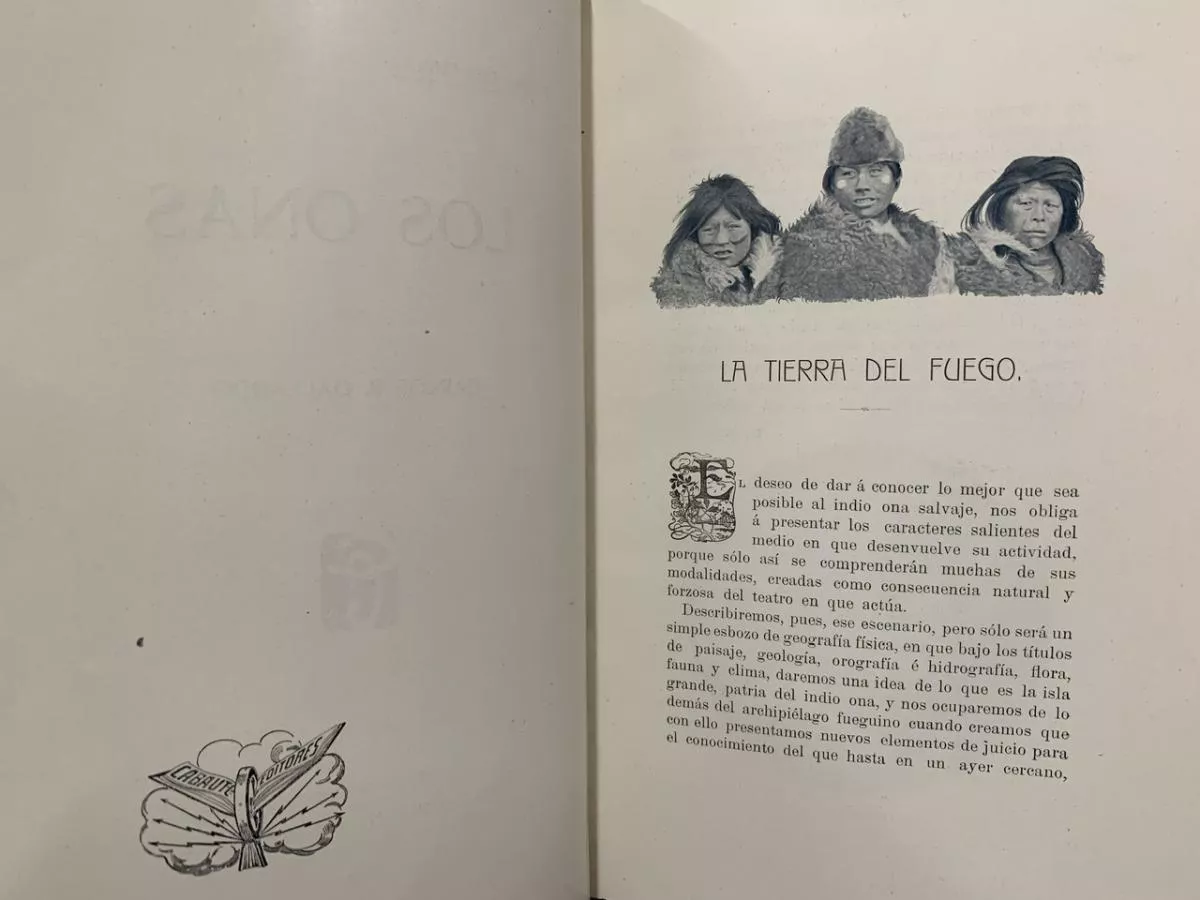 LOS ONAS
CABAUT EDITORES
LA TIERRA DEL FUEGO.
EL deseo de dar á conocer lo mejor que sea
posible al indio ona salvaje, nos obliga
á presentar los caracteres salientes del
medio en que desenvuelve su actividad,
porque sólo así se comprenderán muchas de sus
modalidades, creadas como consecuencia natural y
forzosa del teatro en que actúa.
Describiremos, pues, ese escenario, pero sólo será un
simple esbozo de geografía física, en que bajo los títulos
de paisaje, geología, orografía é hidrografía, flora,
fauna y clima, daremos una idea de lo que es la isla
grande, patria del indio ona, y nos ocuparemos de lo
demás del archipiélago fueguino cuando creamos que
con ello presentamos nuevos elementos de juicio para
el conocimiento del que hasta en un ayer cercano,